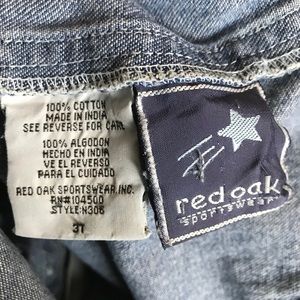 100% COTTON
MADE IN INDIA
SEE REVERSE FOR CARE
100% ALGODON
HECHO EN INDIA
VE EL REVERSO
PARA EL CUIDADO
RED OAK SPORTSWEAR, INC.
RN#104500
STYLE:K306
3T
red oak
sportswear